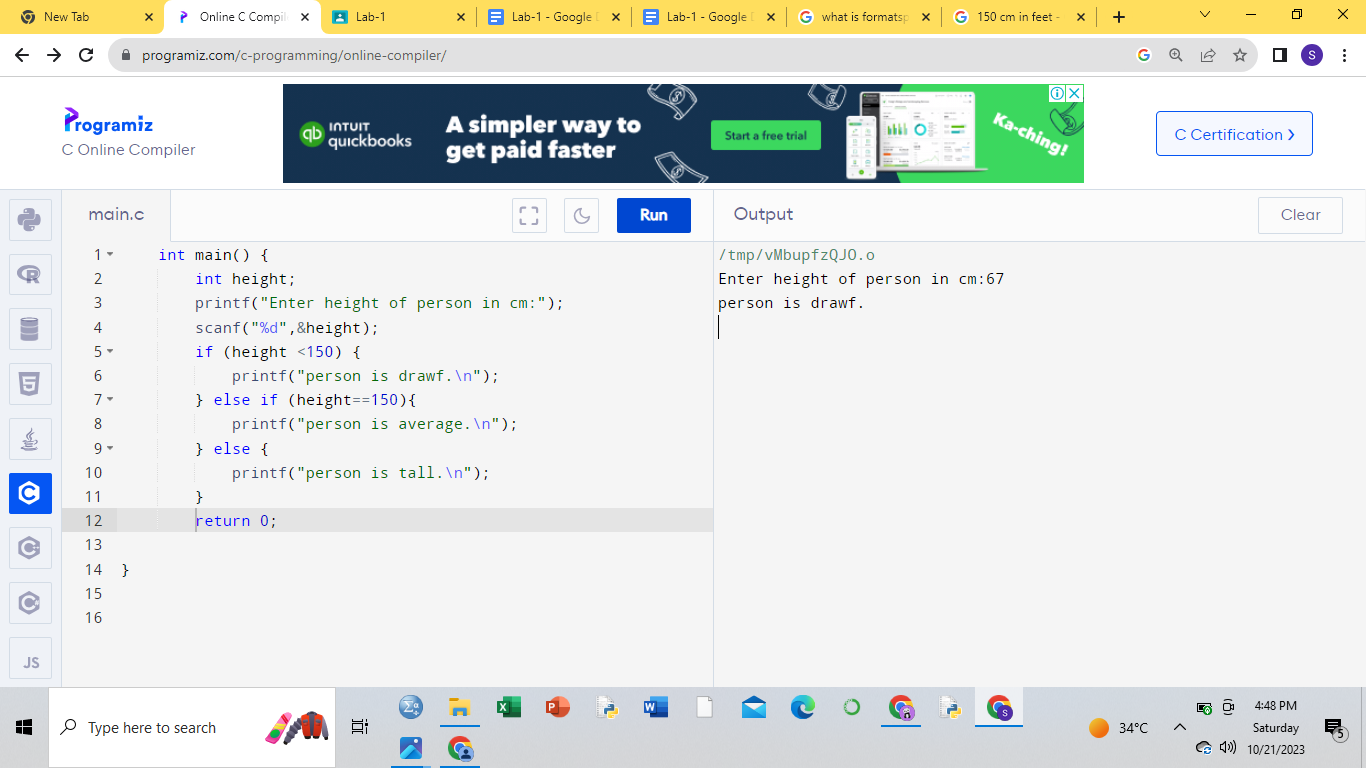 New Tab
Online C Compil
Lab-1
Lab-1 - Google D
Lab-1 - Google D
what is formatsp
150 cm in feet -
programiz.com/c-programming/online-compiler/
S
Programiz
C Online Compiler
qb INTUIT quickbooks
A simpler way to
get paid faster
Start a free trial
Ka-ching!
C Certification
main.c
Run
Output
Clear
1 int main() {
2 int height;
3 printf("Enter height of person in cm:");
4 scanf("%d",&height);
5 if (height <150) {
6 printf("person is drawf.\n");
7 } else if (height==150){
8 printf("person is average.\n");
9 } else {
10 printf("person is tall.\n");
11 }
12 return 0;
13
14 }
15
16
/tmp/vMbupfzQJO.o
Enter height of person in cm:67
person is drawf.
JS
Type here to search
34°C
4:48 PM
Saturday
10/21/2023
5